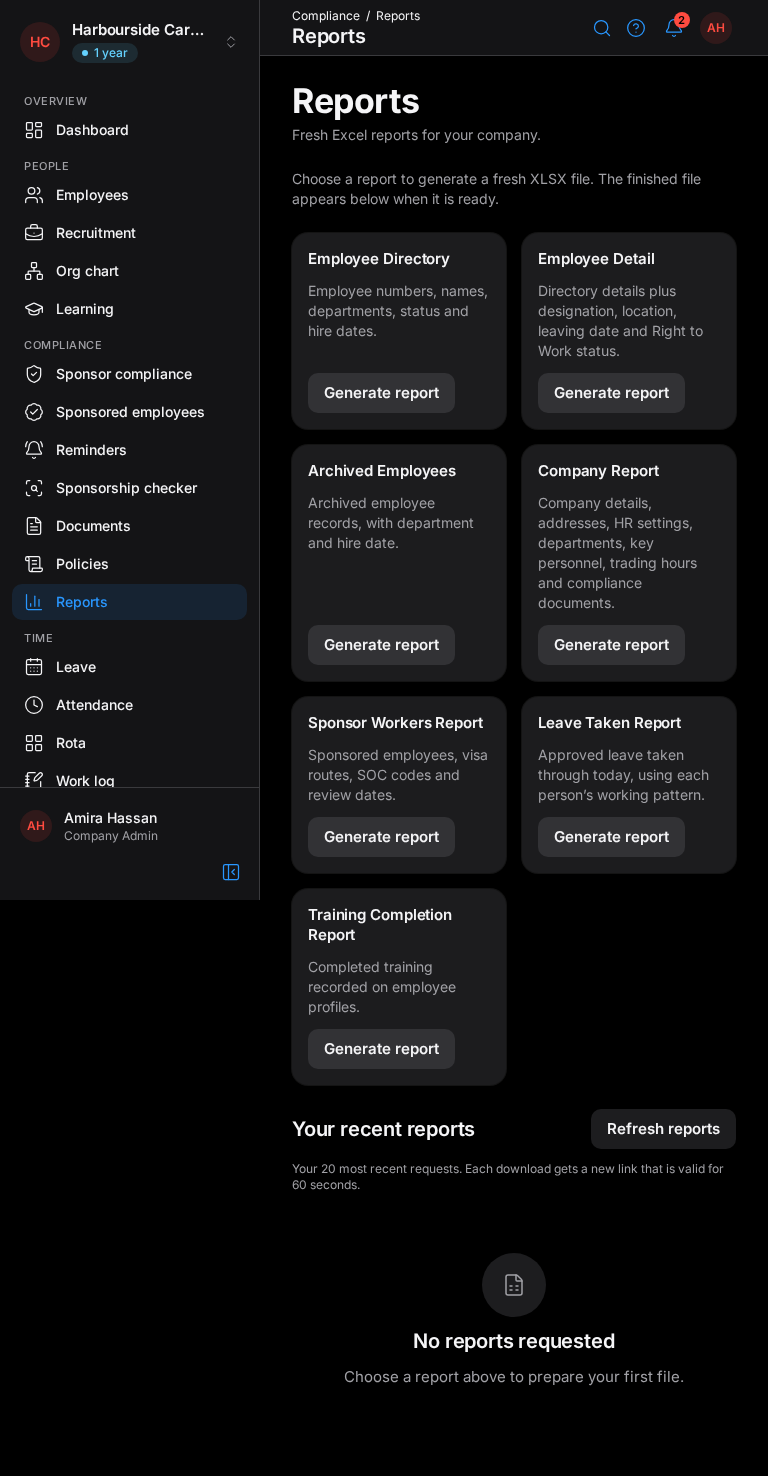 HC
Harbourside Car...
1 year
OVERVIEW
Dashboard
PEOPLE
Employees
Recruitment
Org chart
Learning
COMPLIANCE
Sponsor compliance
Sponsored employees
Reminders
Sponsorship checker
Documents
Policies
Reports
TIME
Leave
Attendance
Rota
Work log
AH
Amira Hassan
Company Admin
Compliance / Reports
Reports
2
AH
Reports
Fresh Excel reports for your company.
Choose a report to generate a fresh XLSX file. The finished file
appears below when it is ready.
Employee Directory
Employee numbers, names,
departments, status and
hire dates.
Generate report
Employee Detail
Directory details plus
designation, location,
leaving date and Right to
Work status.
Generate report
Archived Employees
Archived employee
records, with department
and hire date.
Generate report
Company Report
Company details,
addresses, HR settings,
departments, key
personnel, trading hours
and compliance
documents.
Generate report
Sponsor Workers Report
Sponsored employees, visa
routes, SOC codes and
review dates.
Generate report
Leave Taken Report
Approved leave taken
through today, using each
person’s working pattern.
Generate report
Training Completion
Report
Completed training
recorded on employee
profiles.
Generate report
Your recent reports
Refresh reports
Your 20 most recent requests. Each download gets a new link that is valid for
60 seconds.
No reports requested
Choose a report above to prepare your first file.